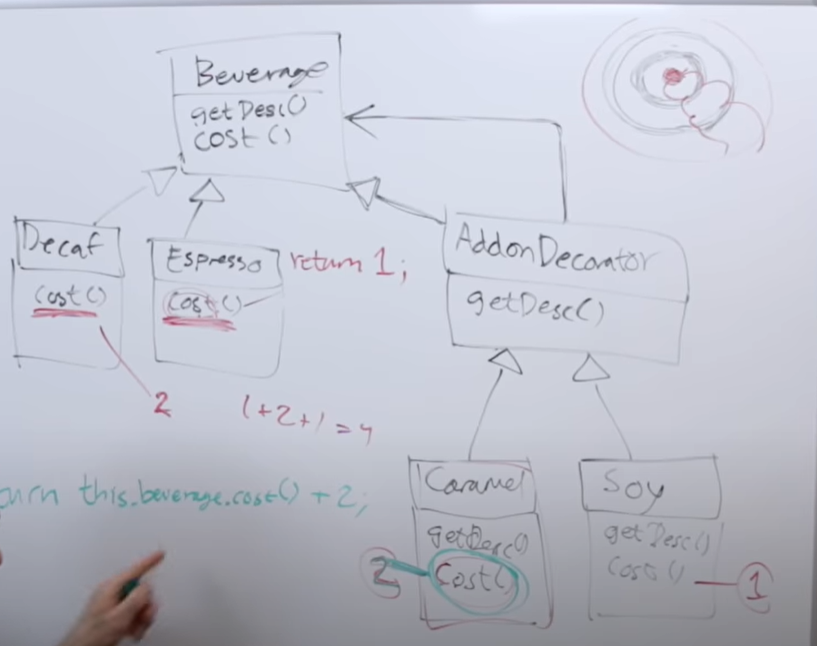 Beverage
getDesc()
cost()
Decaf
cost()
2
Espresso
cost()
return 1;
AddonDecorator
getDesc()
1+2+1=4
this.beverage.cost() + 2;
Caramel
getDesc()
cost()
2
Soy
getDesc()
cost()
1